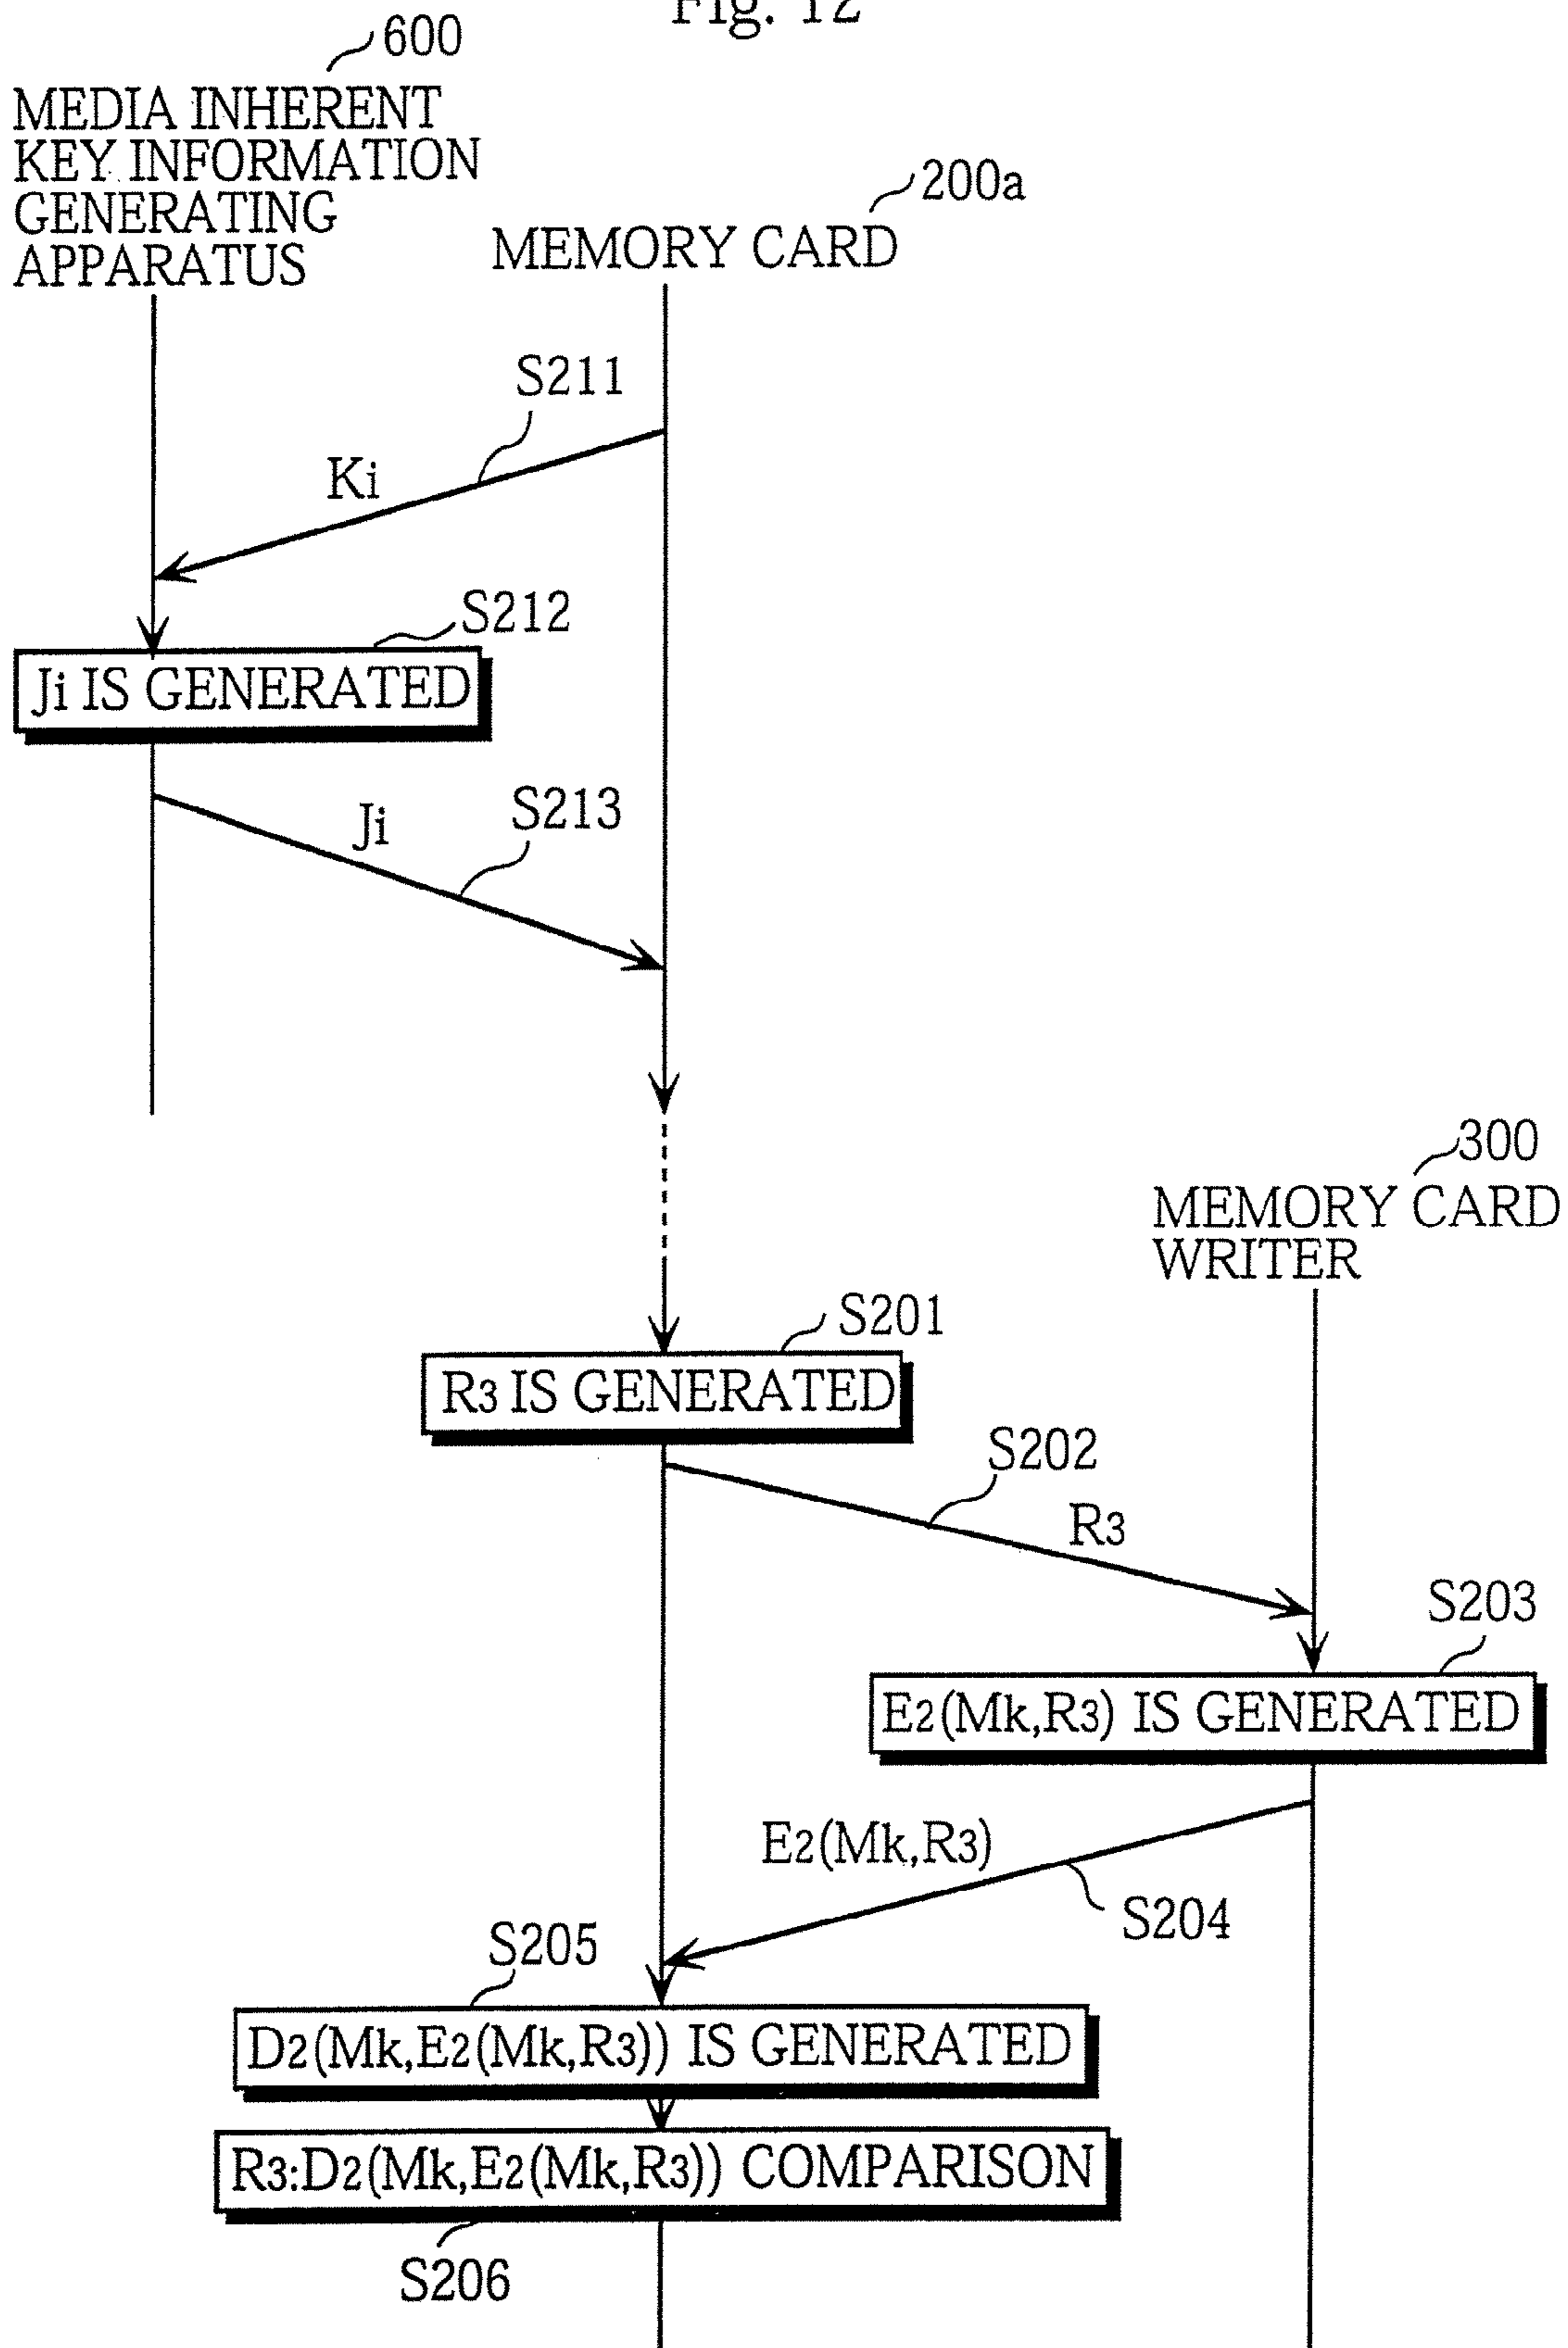 Fig. 12
600
MEDIA INHERENT
KEY INFORMATION
GENERATING
APPARATUS
200a
MEMORY CARD
S211
Ki
S212
Ji IS GENERATED
Ji
S213
300
MEMORY CARD
WRITER
S201
R3 IS GENERATED
S202
R3
S203
E2(Mk,R3) IS GENERATED
E2(Mk,R3)
S204
S205
D2(Mk,E2(Mk,R3)) IS GENERATED
R3:D2(Mk,E2(Mk,R3)) COMPARISON
S206